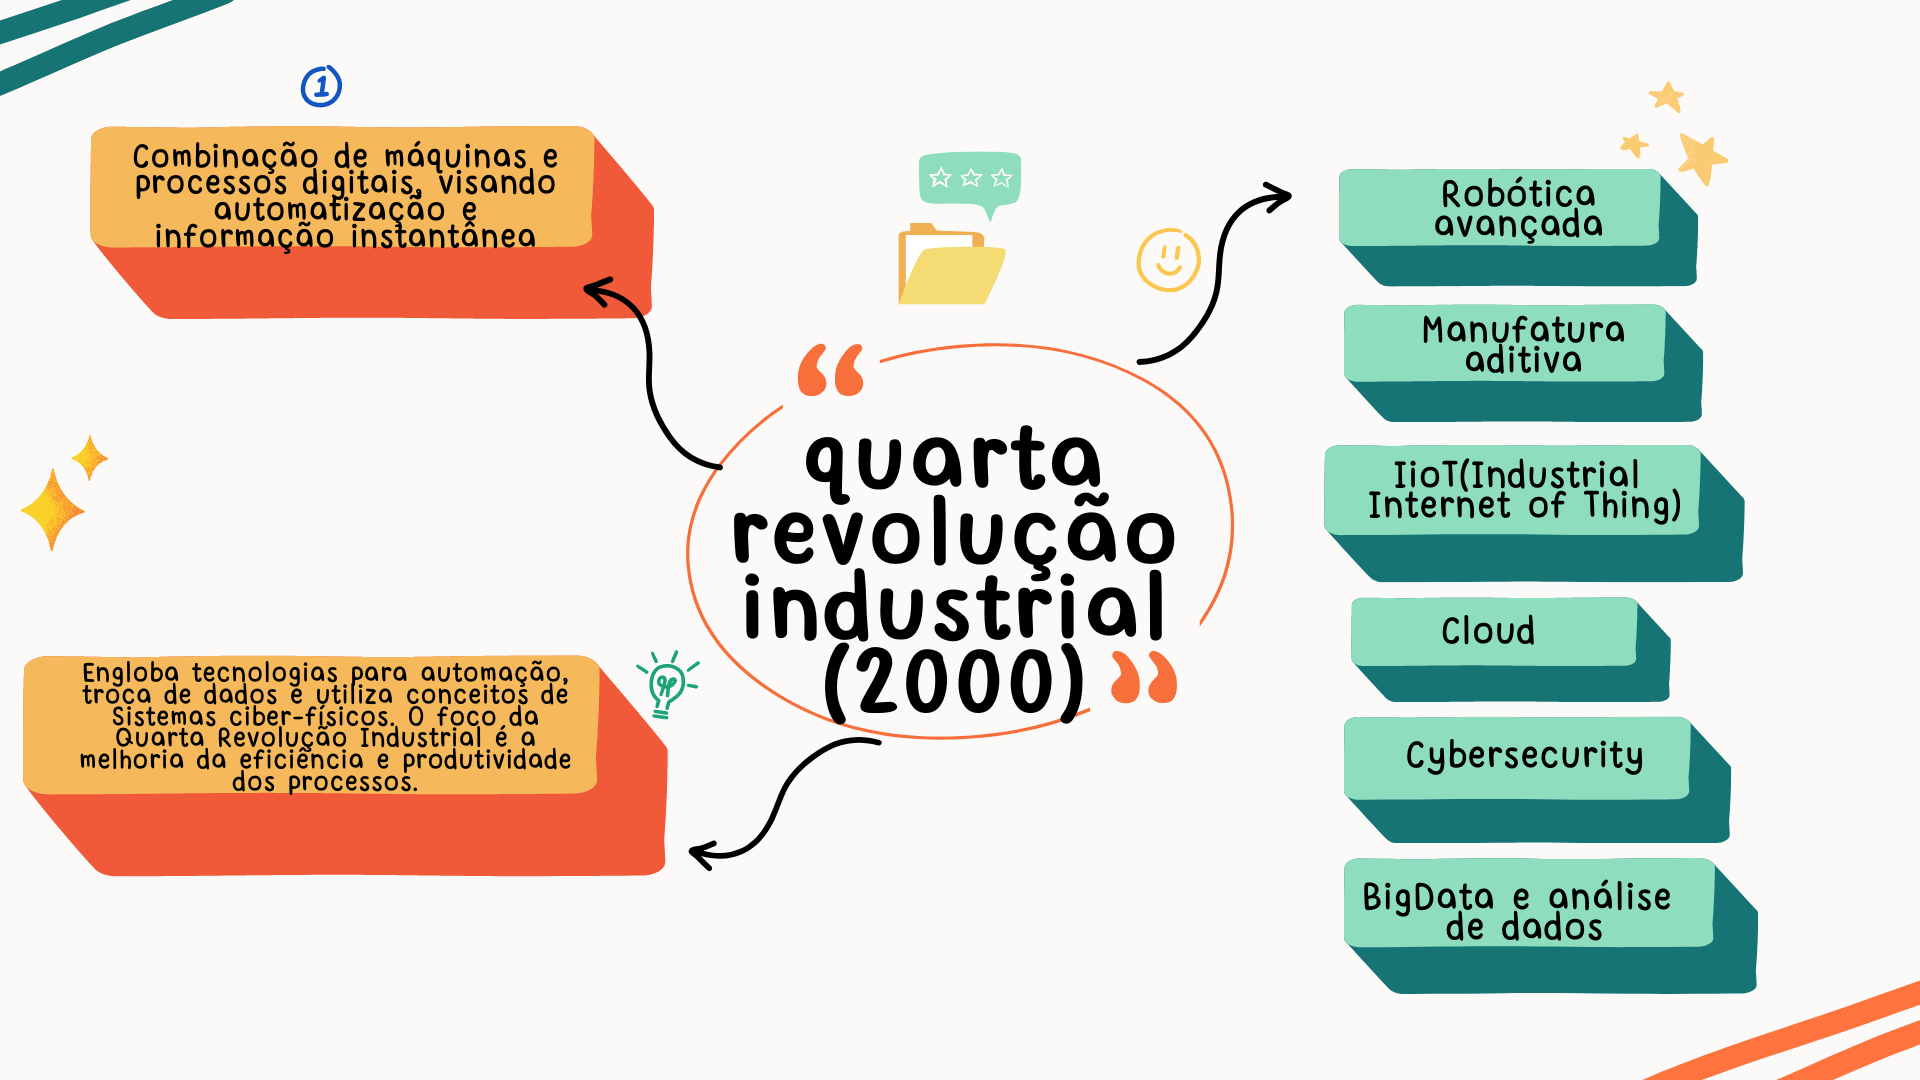 1
Combinação de máquinas e
processos digitais, visando
automatização e
informação instantânea
quarta
revolução
industrial
(2000)
Engloba tecnologias para automação,
troca de dados e utiliza conceitos de
Sistemas ciber-físicos. O foco da
Quarta Revolução Industrial é a
melhoria da eficiência e produtividade
dos processos.
Robótica
avançada
Manufatura
aditiva
IioT(Industrial
Internet of Thing)
Cloud
Cybersecurity
BigData e análise
de dados